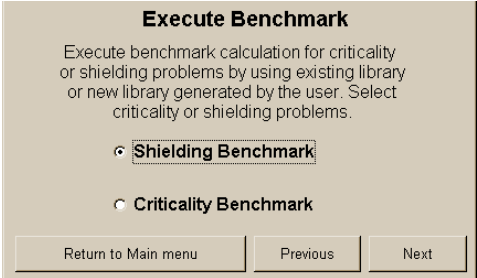 Execute Benchmark
Execute benchmark calculation for criticality
or shielding problems by using existing library
or new library generated by the user. Select
criticality or shielding problems.
Shielding Benchmark
Criticality Benchmark
Return to Main menu Previous Next